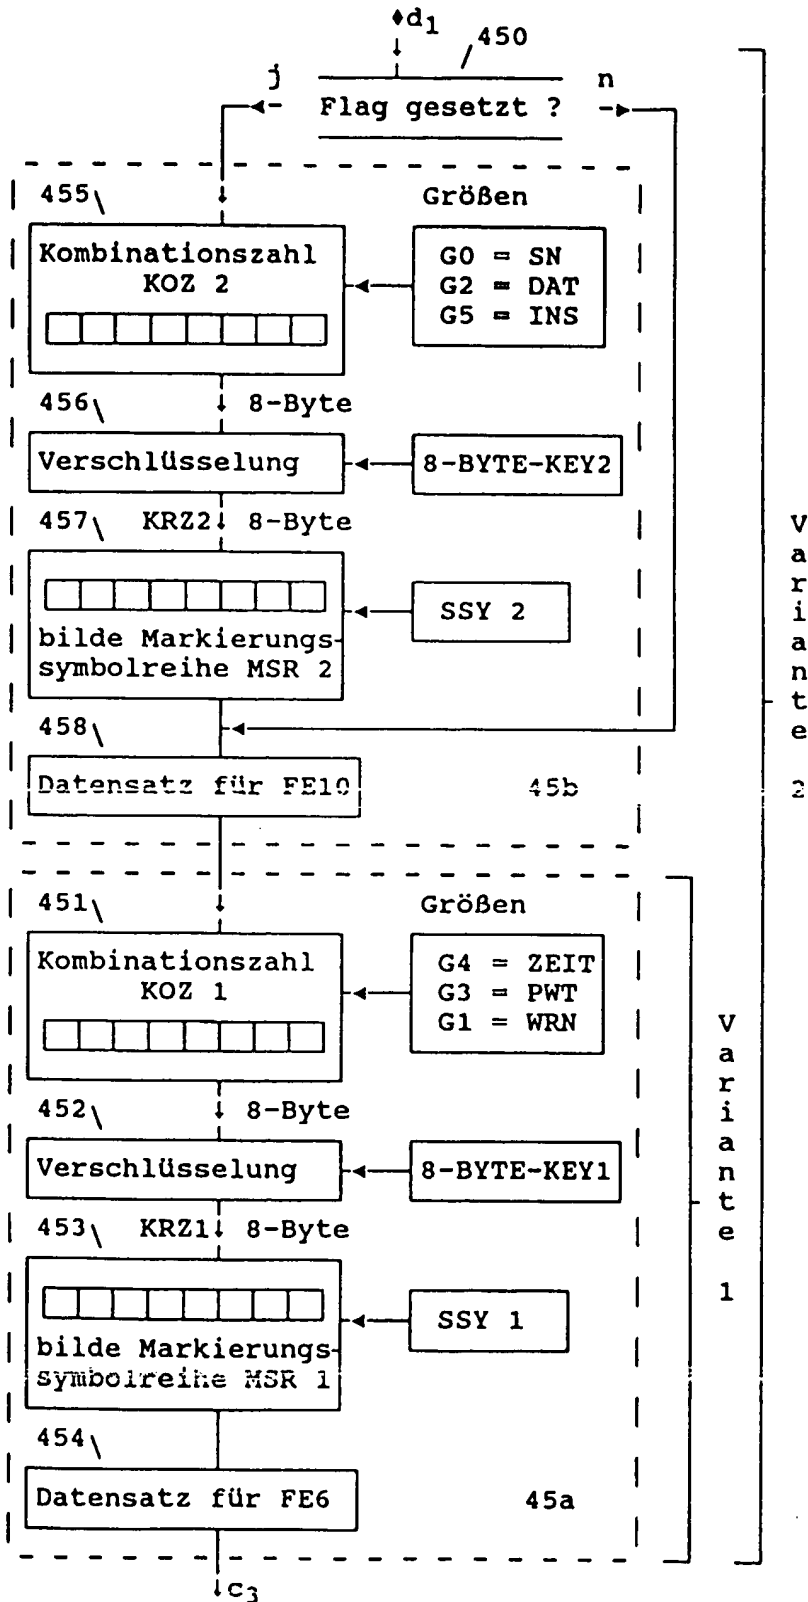 d1
450
j
n
Flag gesetzt ?
455
Größen
Kombinationszahl
KOZ 2
G0 = SN
G2 = DAT
G5 = INS
456
8-Byte
Verschlüsselung
8-BYTE-KEY2
457
KRZ2
8-Byte
SSY 2
bilde Markierungs-
symbolreihe MSR 2
458
Datensatz für FE10
45b
Variante 2
451
Größen
Kombinationszahl
KOZ 1
G4 = ZEIT
G3 = PWT
G1 = WRN
452
8-Byte
Verschlüsselung
8-BYTE-KEY1
453
KRZ1
8-Byte
SSY 1
bilde Markierungs-
symbolreihe MSR 1
454
Datensatz für FE6
45a
Variante 1
c3